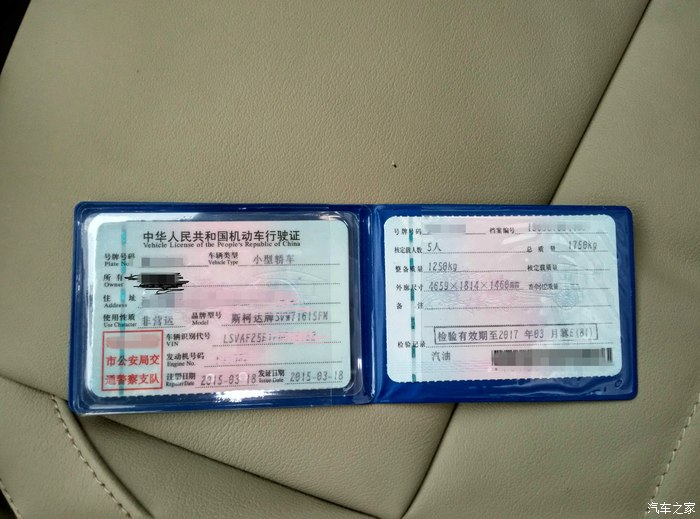 中华人民共和国机动车行驶证
Vehicle License of the People's Republic of China
号牌号码 车辆类型 小型轿车
Plate No. Vehicle Type
所有人
Owner
住 址
Address
使用性质 非营运 品牌型号 斯柯达牌SVW71615FM
Use Character Model
车辆识别代号
VIN LSVAF25E
发动机号码
Engine No.
注册日期 2015-03-18 发证日期 2015-03-18
Register Date Issue Date
市公安局交
通警察支队
号牌号码 档案编号
核定载人数 5人 总质量 1750kg
整备质量 1250kg 核定载质量
外廓尺寸 4659×1814×1460mm
备 注
检验有效期至2017年03月
检验记录
汽油
汽车之家